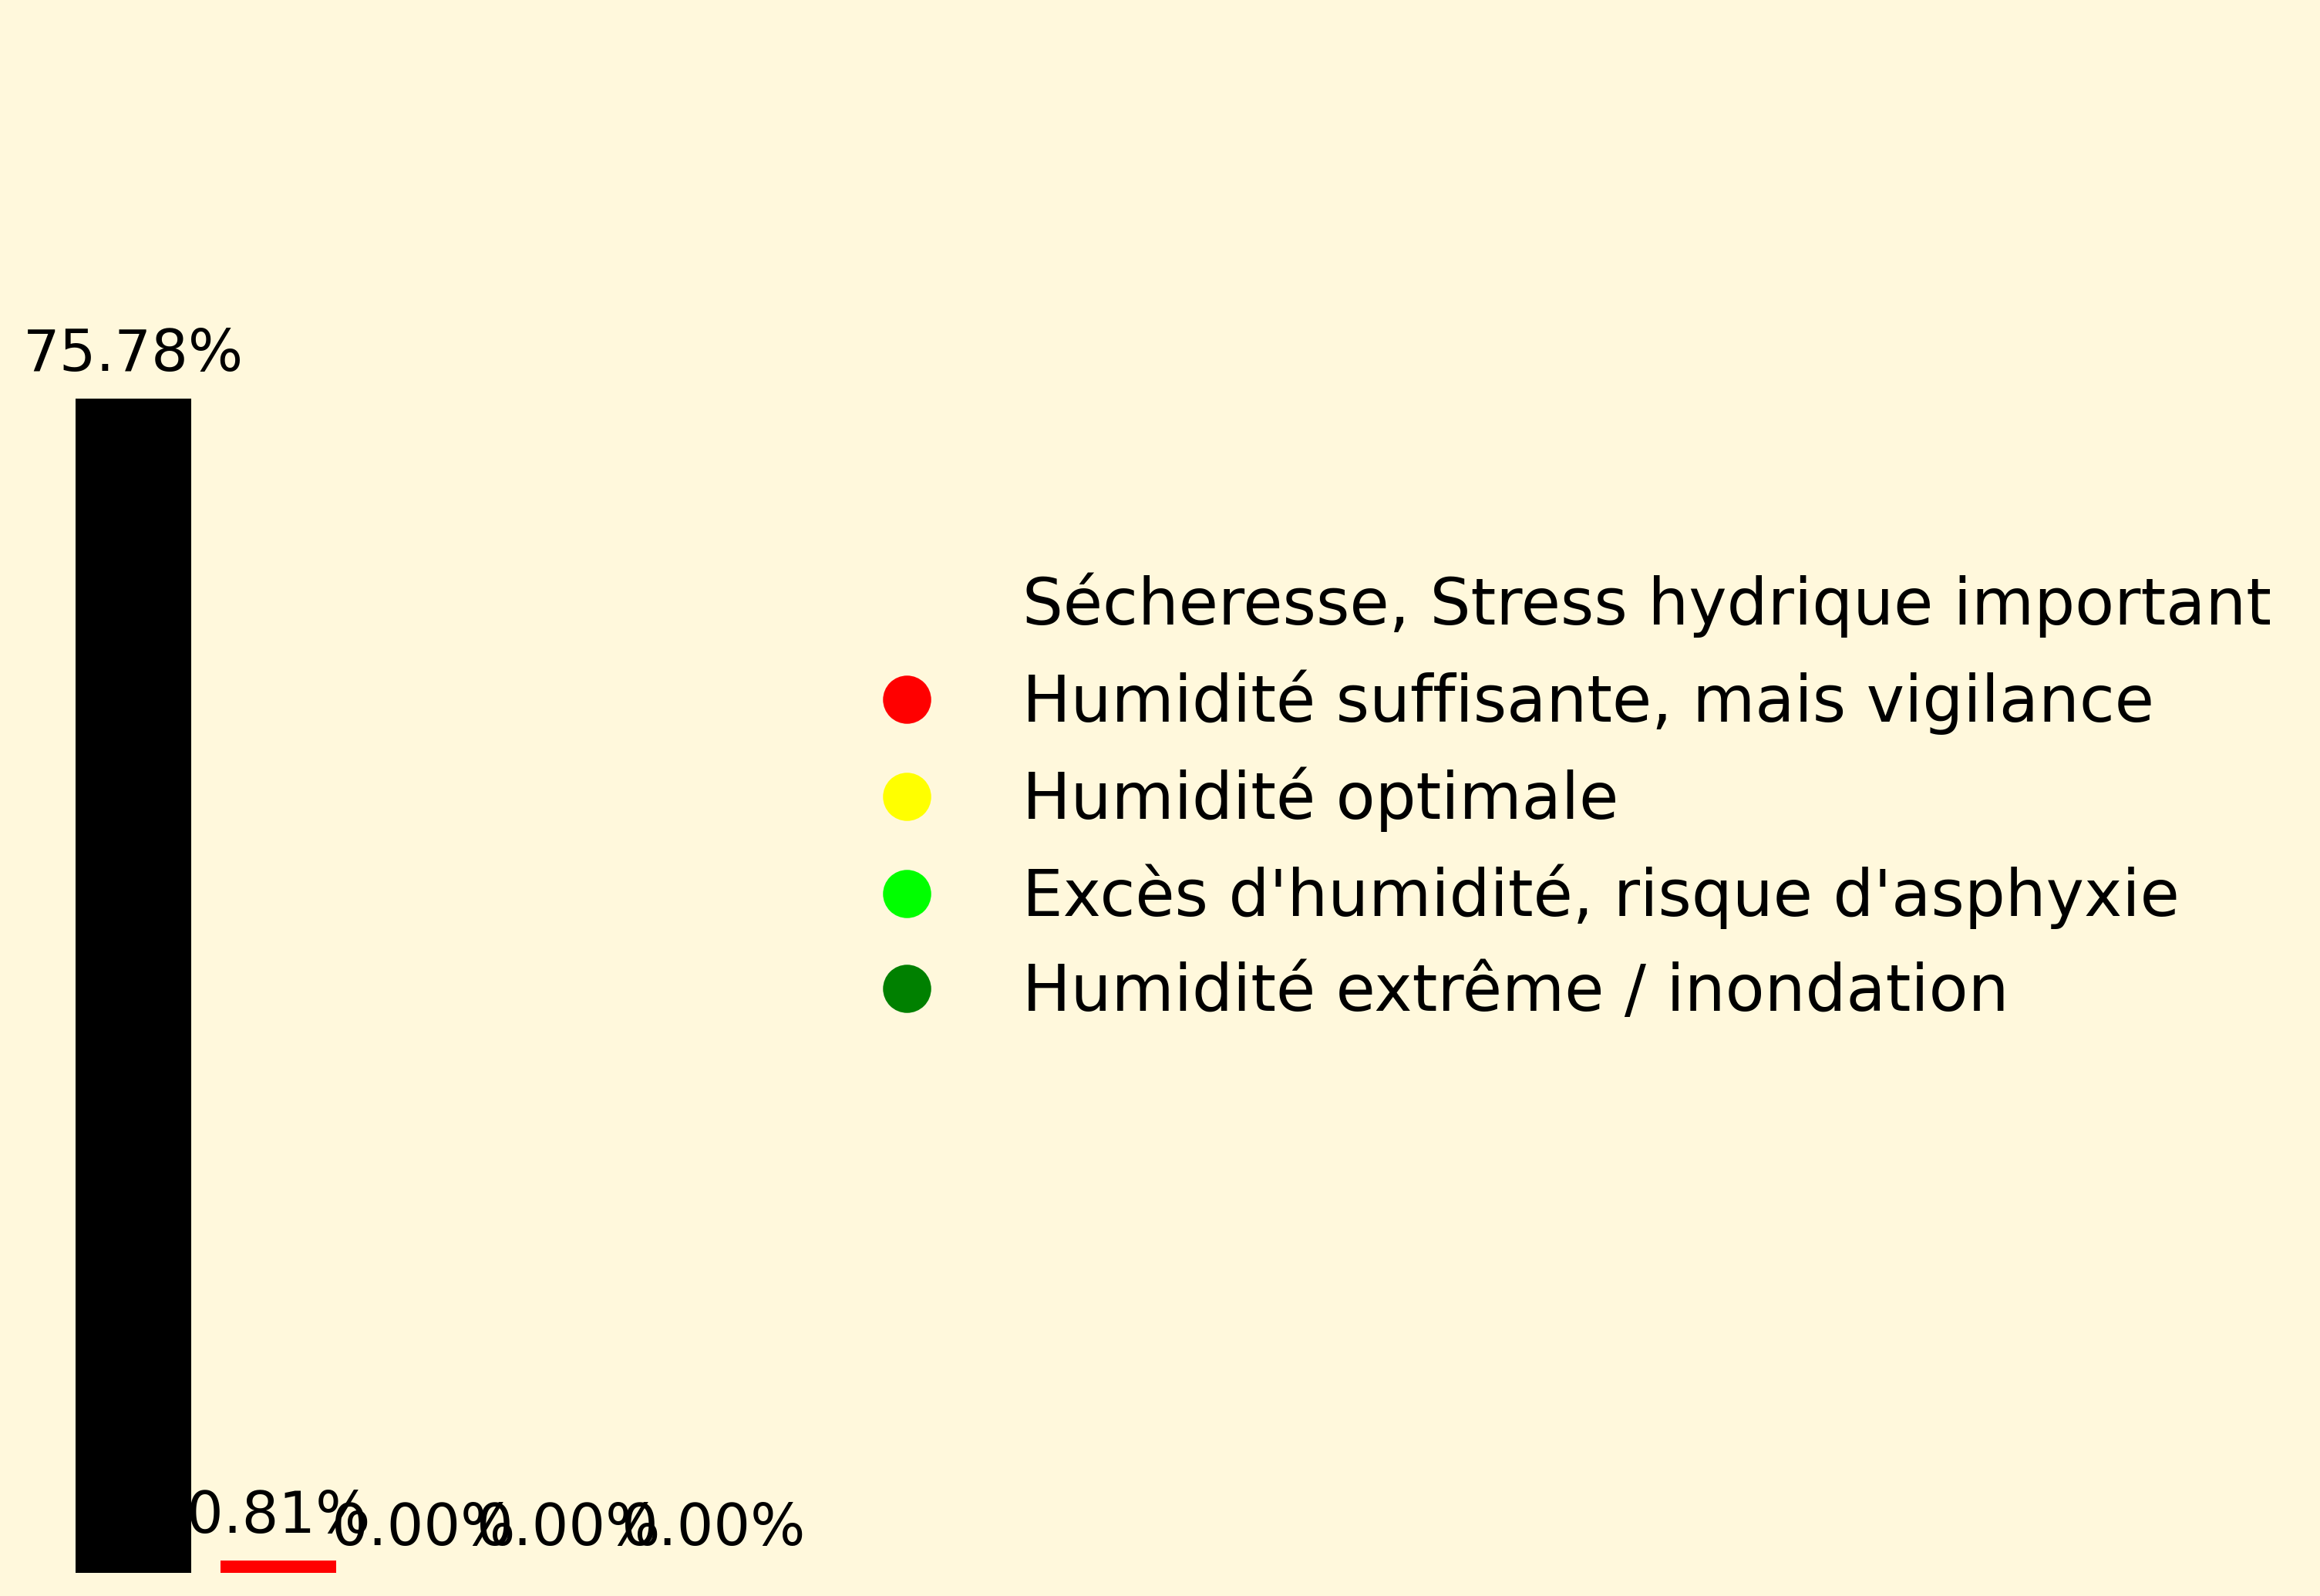 75.78%
Sécheresse, Stress hydrique important
Humidité suffisante, mais vigilance
Humidité optimale
Excès d'humidité, risque d'asphyxie
Humidité extrême / inondation
0.81%
0.00%
0.00%
0.00%